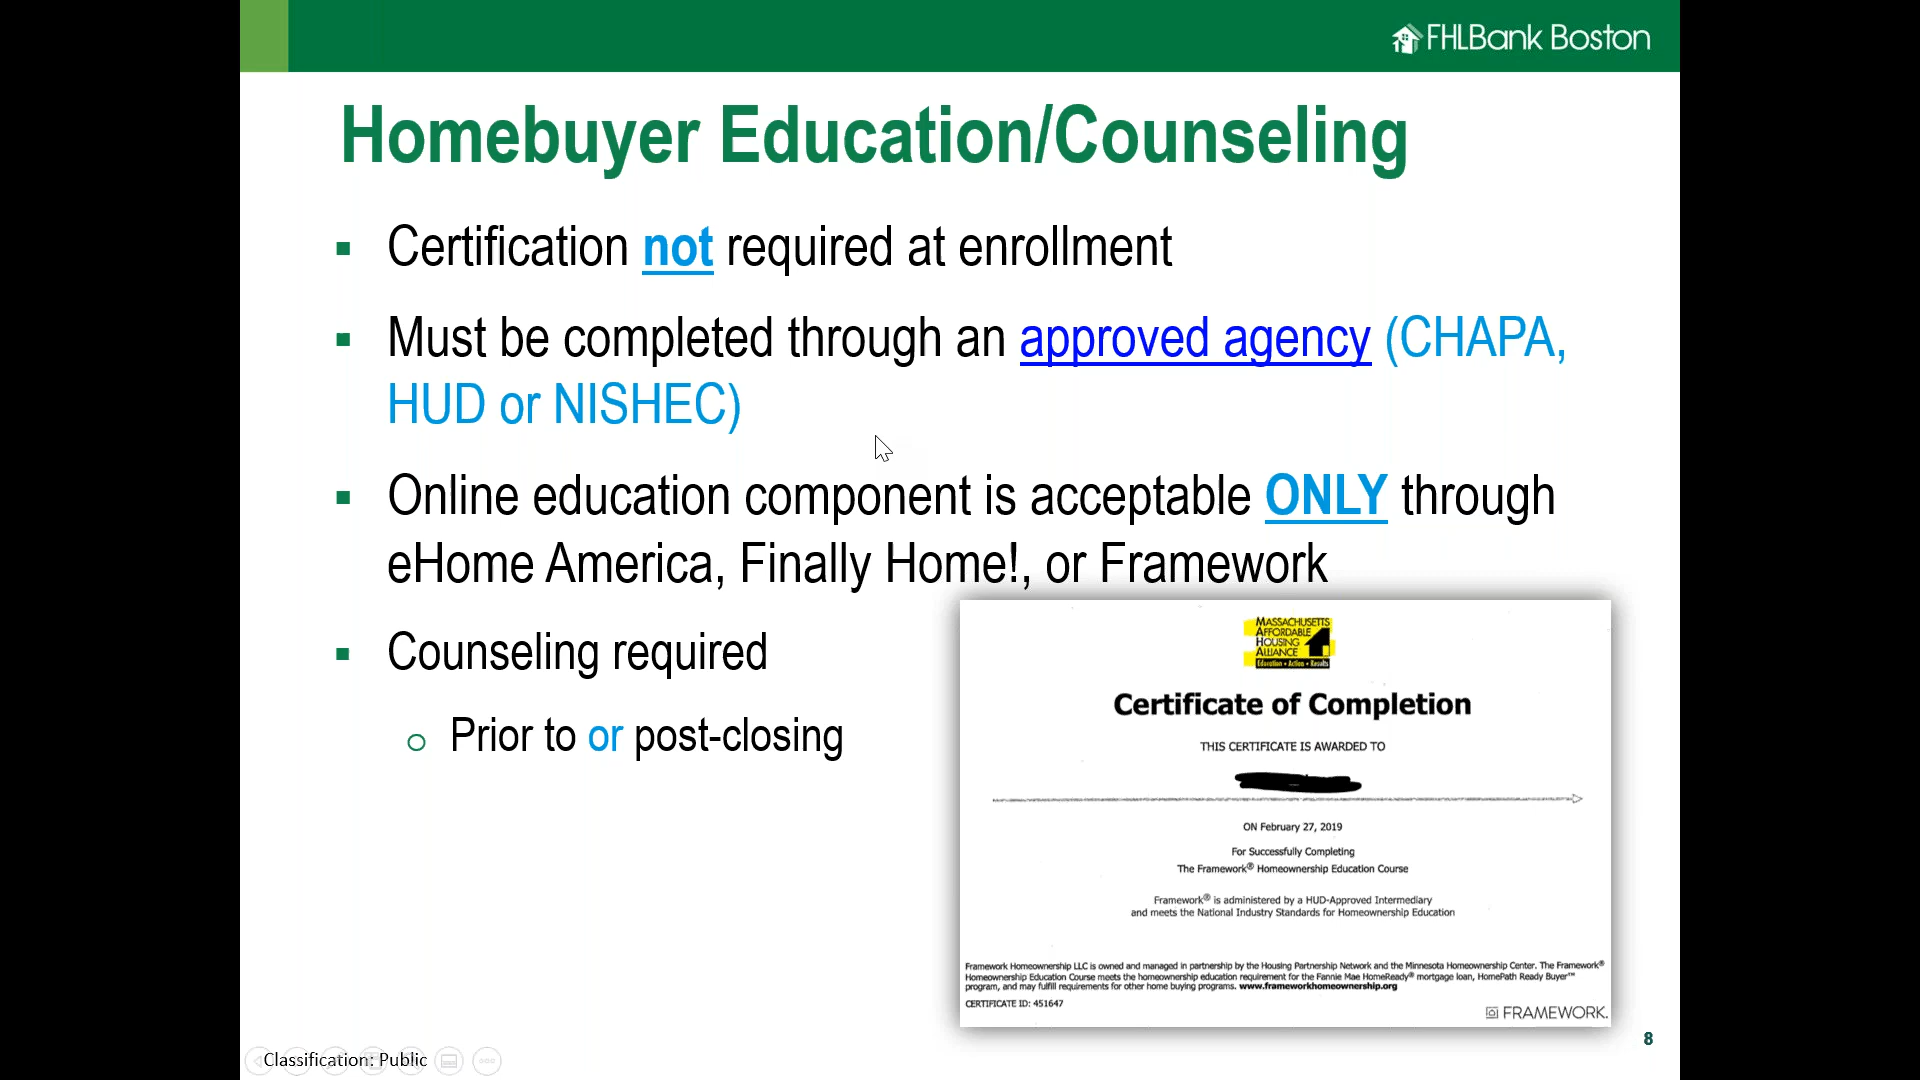 FHLBank Boston
Homebuyer Education/Counseling
Certification not required at enrollment
Must be completed through an approved agency (CHAPA,
HUD or NISHEC)
Online education component is acceptable ONLY through
eHome America, Finally Home!, or Framework
Counseling required
Prior to or post-closing
MASSACHUSETTS
AFFORDABLE
HOUSING
ALLIANCE
Education • Action • Results
Certificate of Completion
THIS CERTIFICATE IS AWARDED TO
ON February 27, 2019
For Successfully Completing
The Framework® Homeownership Education Course
Framework® is administered by a HUD-Approved Intermediary
and meets the National Industry Standards for Homeownership Education
Framework Homeownership LLC is owned and managed in partnership by the Housing Partnership Network and the Minnesota Homeownership Center. The Framework®
Homeownership Education Course meets the homeownership education requirement for the Fannie Mae HomeReady® mortgage loan, HomePath Ready Buyer™
program, and may fulfill requirements for other home buying programs. www.frameworkhomeownership.org
CERTIFICATE ID: 451647
FRAMEWORK.
8
Classification: Public